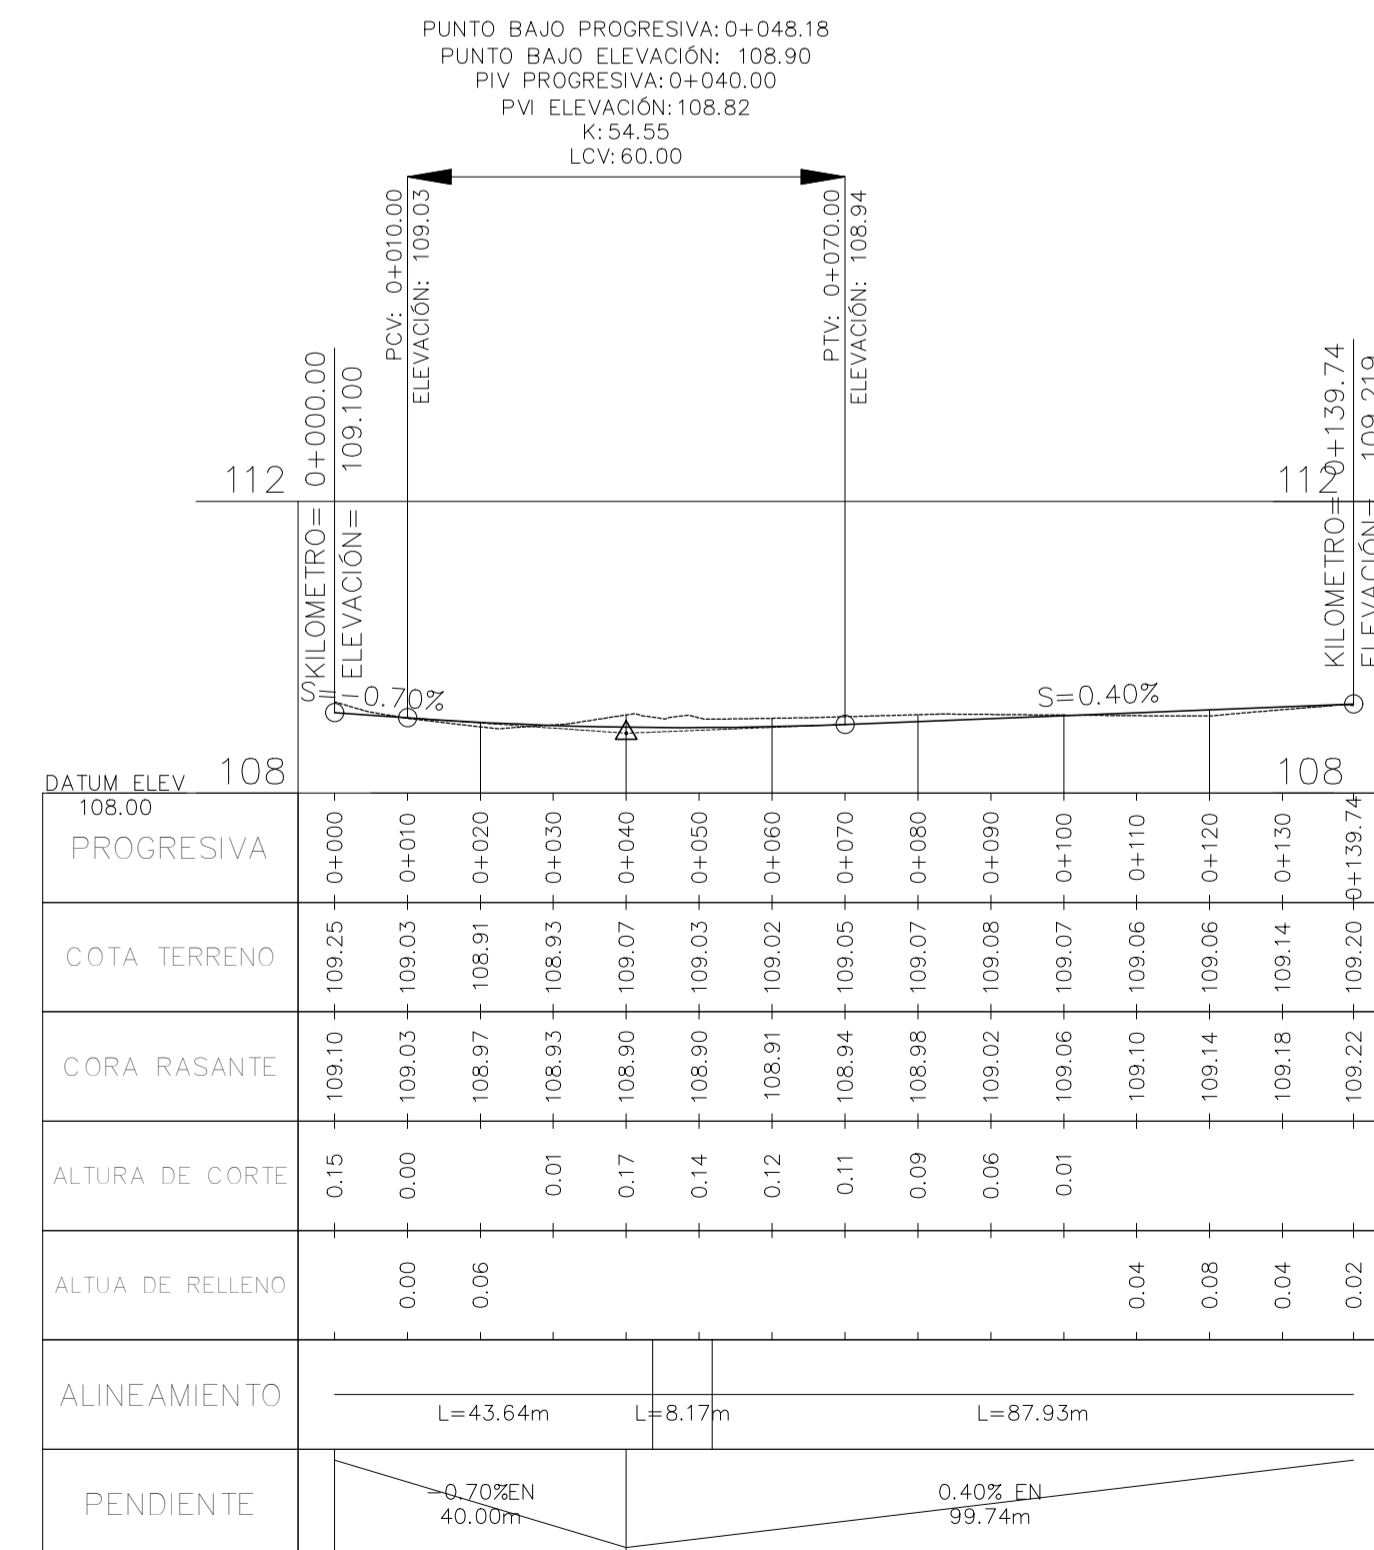 PUNTO BAJO PROGRESIVA: 0+048.18
PUNTO BAJO ELEVACIÓN: 108.90
PIV PROGRESIVA: 0+040.00
PVI ELEVACIÓN: 108.82
K: 54.55
LCV: 60.00
PCV: 0+010.00
ELEVACIÓN: 109.03
PTV: 0+070.00
ELEVACIÓN: 108.94
KILOMETRO= 0+000.00
ELEVACIÓN= 109.100
KILOMETRO= 0+139.74
ELEVACIÓN= 109.219
112 112
S=-0.70% S=0.40%
108 108
DATUM ELEV
108.00
PROGRESIVA 0+000 0+010 0+020 0+030 0+040 0+050 0+060 0+070 0+080 0+090 0+100 0+110 0+120 0+130 0+139.74
COTA TERRENO 109.25 109.03 108.91 108.93 109.07 109.03 109.02 109.05 109.07 109.08 109.07 109.06 109.06 109.14 109.20
CORA RASANTE 109.10 109.03 108.97 108.93 108.90 108.90 108.91 108.94 108.98 109.02 109.06 109.10 109.14 109.18 109.22
ALTURA DE CORTE 0.15 0.00 0.01 0.17 0.14 0.12 0.11 0.09 0.06 0.01
ALTUA DE RELLENO 0.00 0.06 0.04 0.08 0.04 0.02
ALINEAMIENTO L=43.64m L=8.17m L=87.93m
PENDIENTE
-0.70%EN
40.00m
0.40% EN
99.74m